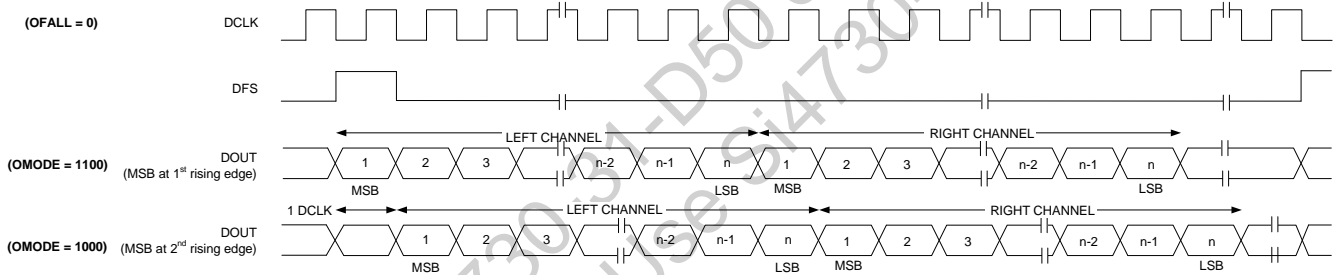 (OFALL = 0) DCLK
DFS
LEFT CHANNEL RIGHT CHANNEL
(OMODE = 1100) DOUT 1 2 3 n-2 n-1 n 1 2 3 n-2 n-1 n
(MSB at 1st rising edge)
MSB LSB MSB LSB
1 DCLK LEFT CHANNEL RIGHT CHANNEL
(OMODE = 1000) DOUT 1 2 3 n-2 n-1 n 1 2 3 n-2 n-1 n
(MSB at 2nd rising edge)
MSB LSB MSB LSB